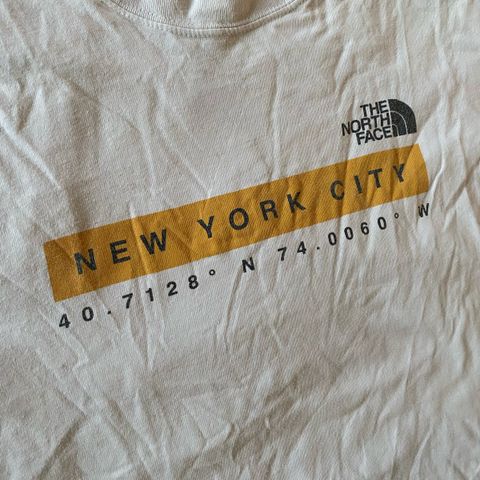 THE
NORTH
FACE
NEW YORK CITY
40.7128° N 74.0060° W